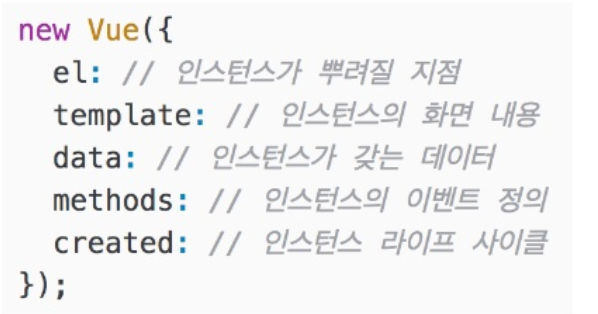 new Vue({
  el: // 인스턴스가 뿌려질 지점
  template: // 인스턴스의 화면 내용
  data: // 인스턴스가 갖는 데이터
  methods: // 인스턴스의 이벤트 정의
  created: // 인스턴스 라이프 사이클
});